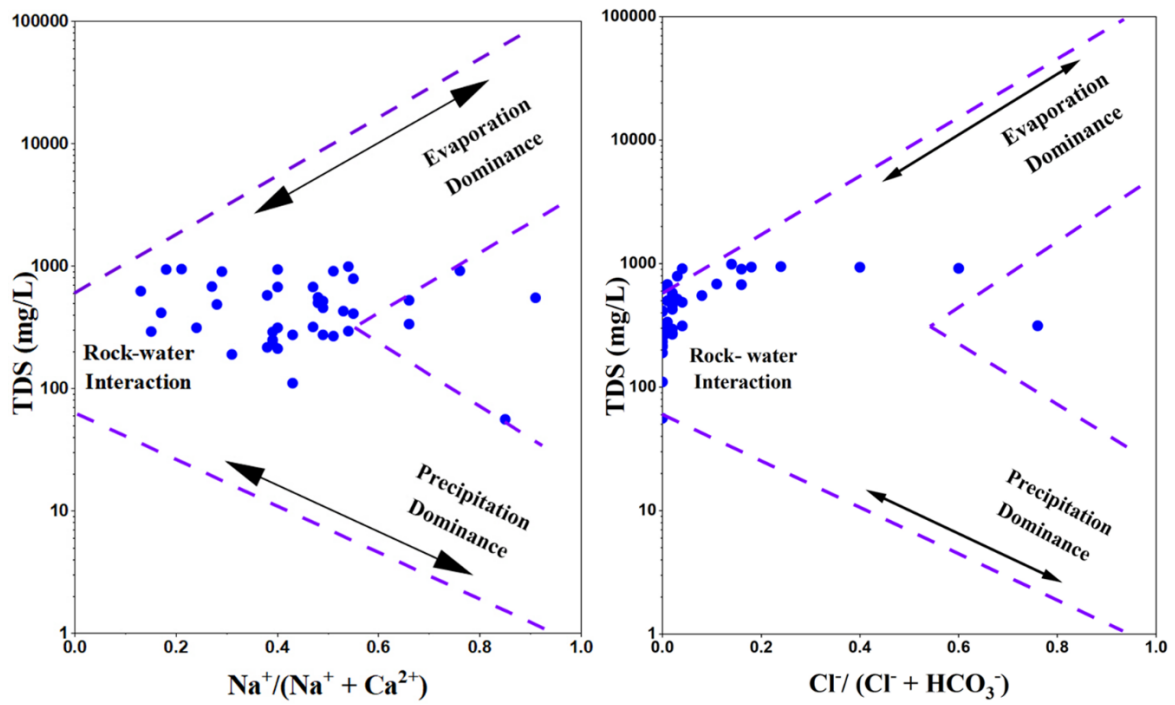 100000
10000
1000
100
10
1
TDS (mg/L)
Evaporation
Dominance
Rock-water
Interaction
Precipitation
Dominance
0.0 0.2 0.4 0.6 0.8 1.0
Na⁺/(Na⁺ + Ca²⁺)
100000
10000
1000
100
10
1
TDS (mg/L)
Evaporation
Dominance
Rock- water
Interaction
Precipitation
Dominance
0.0 0.2 0.4 0.6 0.8 1.0
Cl⁻/ (Cl⁻ + HCO₃⁻)